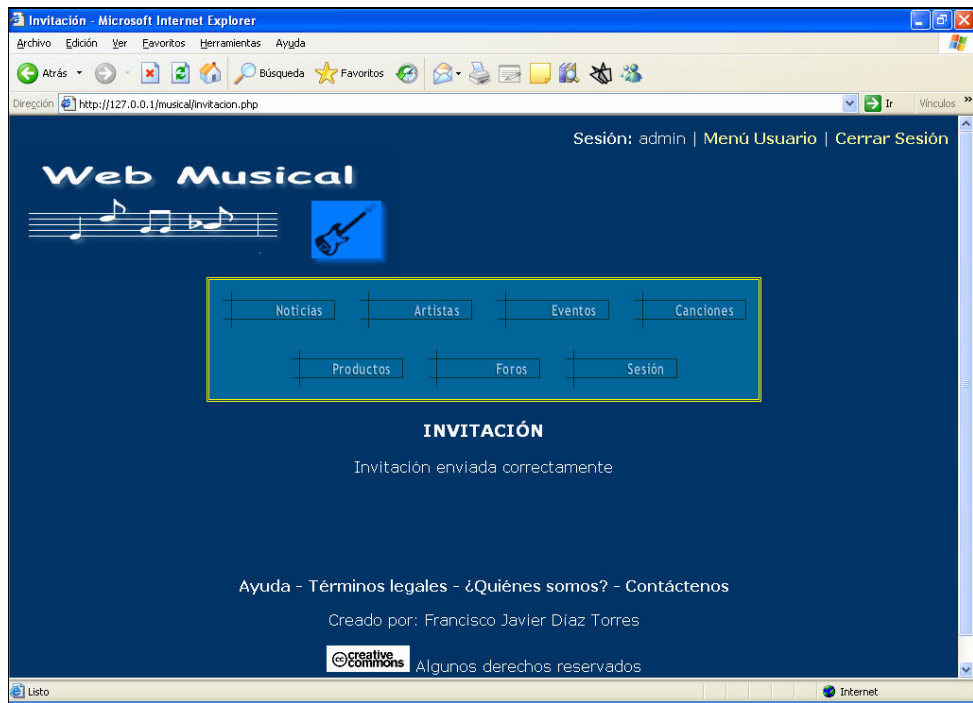 Invitación - Microsoft Internet Explorer
Archivo Edición Ver Favoritos Herramientas Ayuda
Atrás Búsqueda Favoritos
Dirección http://127.0.0.1/musical/invitacion.php Ir Vínculos »
Sesión: admin | Menú Usuario | Cerrar Sesión
Web Musical
Noticias Artistas Eventos Canciones
Productos Foros Sesión
INVITACIÓN
Invitación enviada correctamente
Ayuda - Términos legales - ¿Quiénes somos? - Contáctenos
Creado por: Francisco Javier Díaz Torres
cc creative commons Algunos derechos reservados
Listo Internet